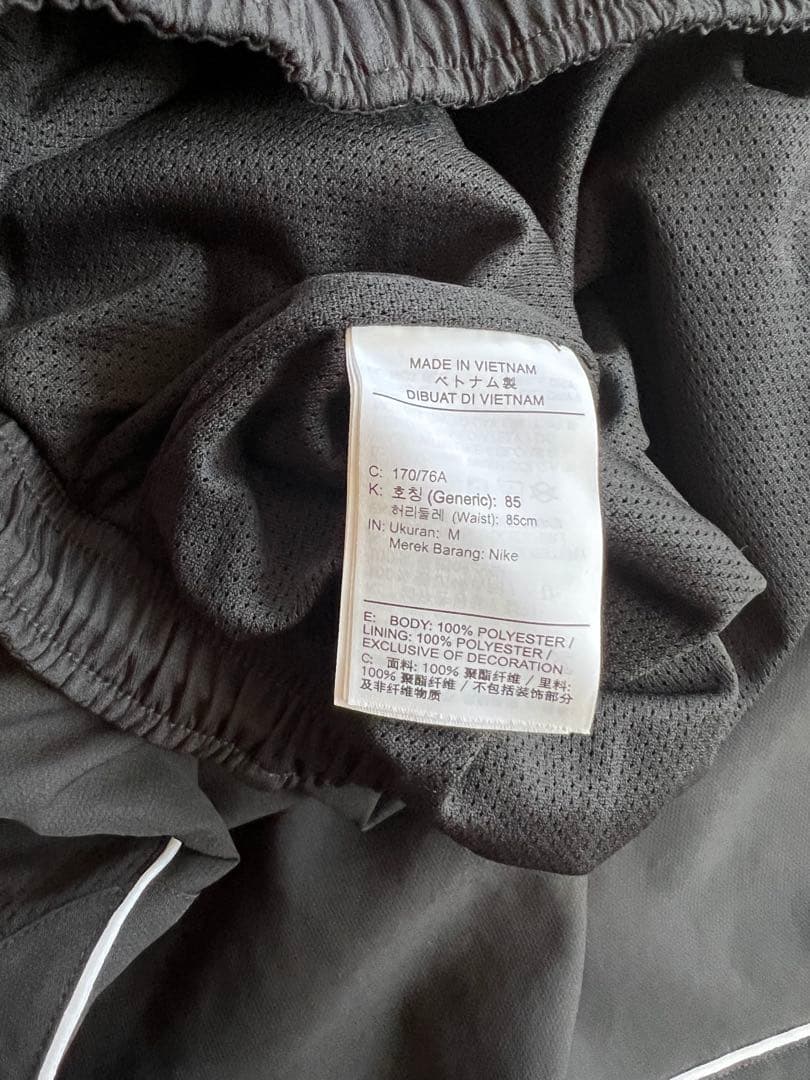 MADE IN VIETNAM
ベトナム製
DIBUAT DI VIETNAM
C: 170/76A
K: 호칭 (Generic): 85
허리둘레 (Waist): 85cm
IN: Ukuran: M
Merek Barang: Nike
E: BODY: 100% POLYESTER /
LINING: 100% POLYESTER /
EXCLUSIVE OF DECORATION
C: 面料: 100% 聚酯纤维 / 里料:
100% 聚酯纤维 / 不包括装饰部分
及非纤维物质